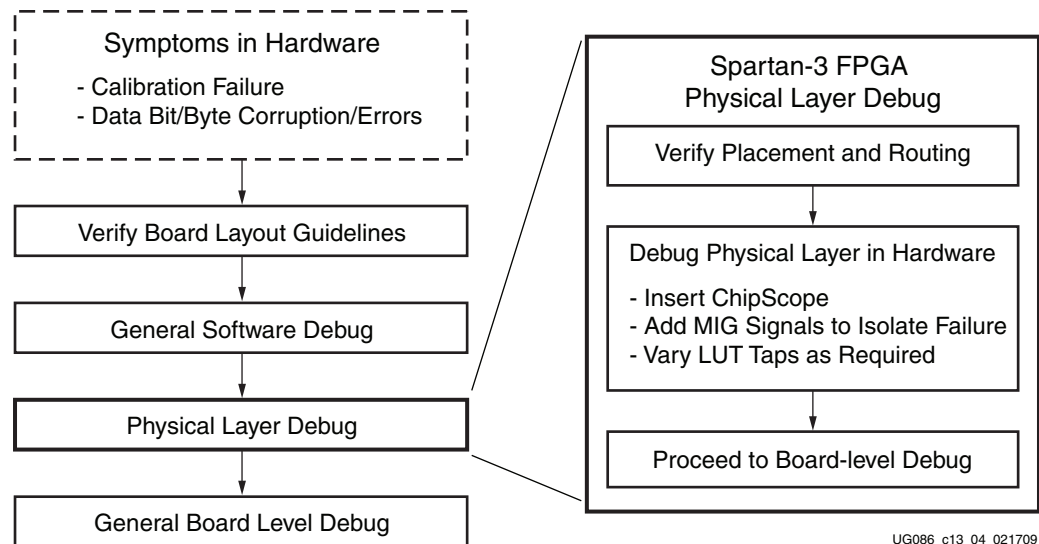 Symptoms in Hardware
- Calibration Failure
- Data Bit/Byte Corruption/Errors
Verify Board Layout Guidelines
General Software Debug
Physical Layer Debug
General Board Level Debug
Spartan-3 FPGA
Physical Layer Debug
Verify Placement and Routing
Debug Physical Layer in Hardware
- Insert ChipScope
- Add MIG Signals to Isolate Failure
- Vary LUT Taps as Required
Proceed to Board-level Debug
UG086_c13_04_021709